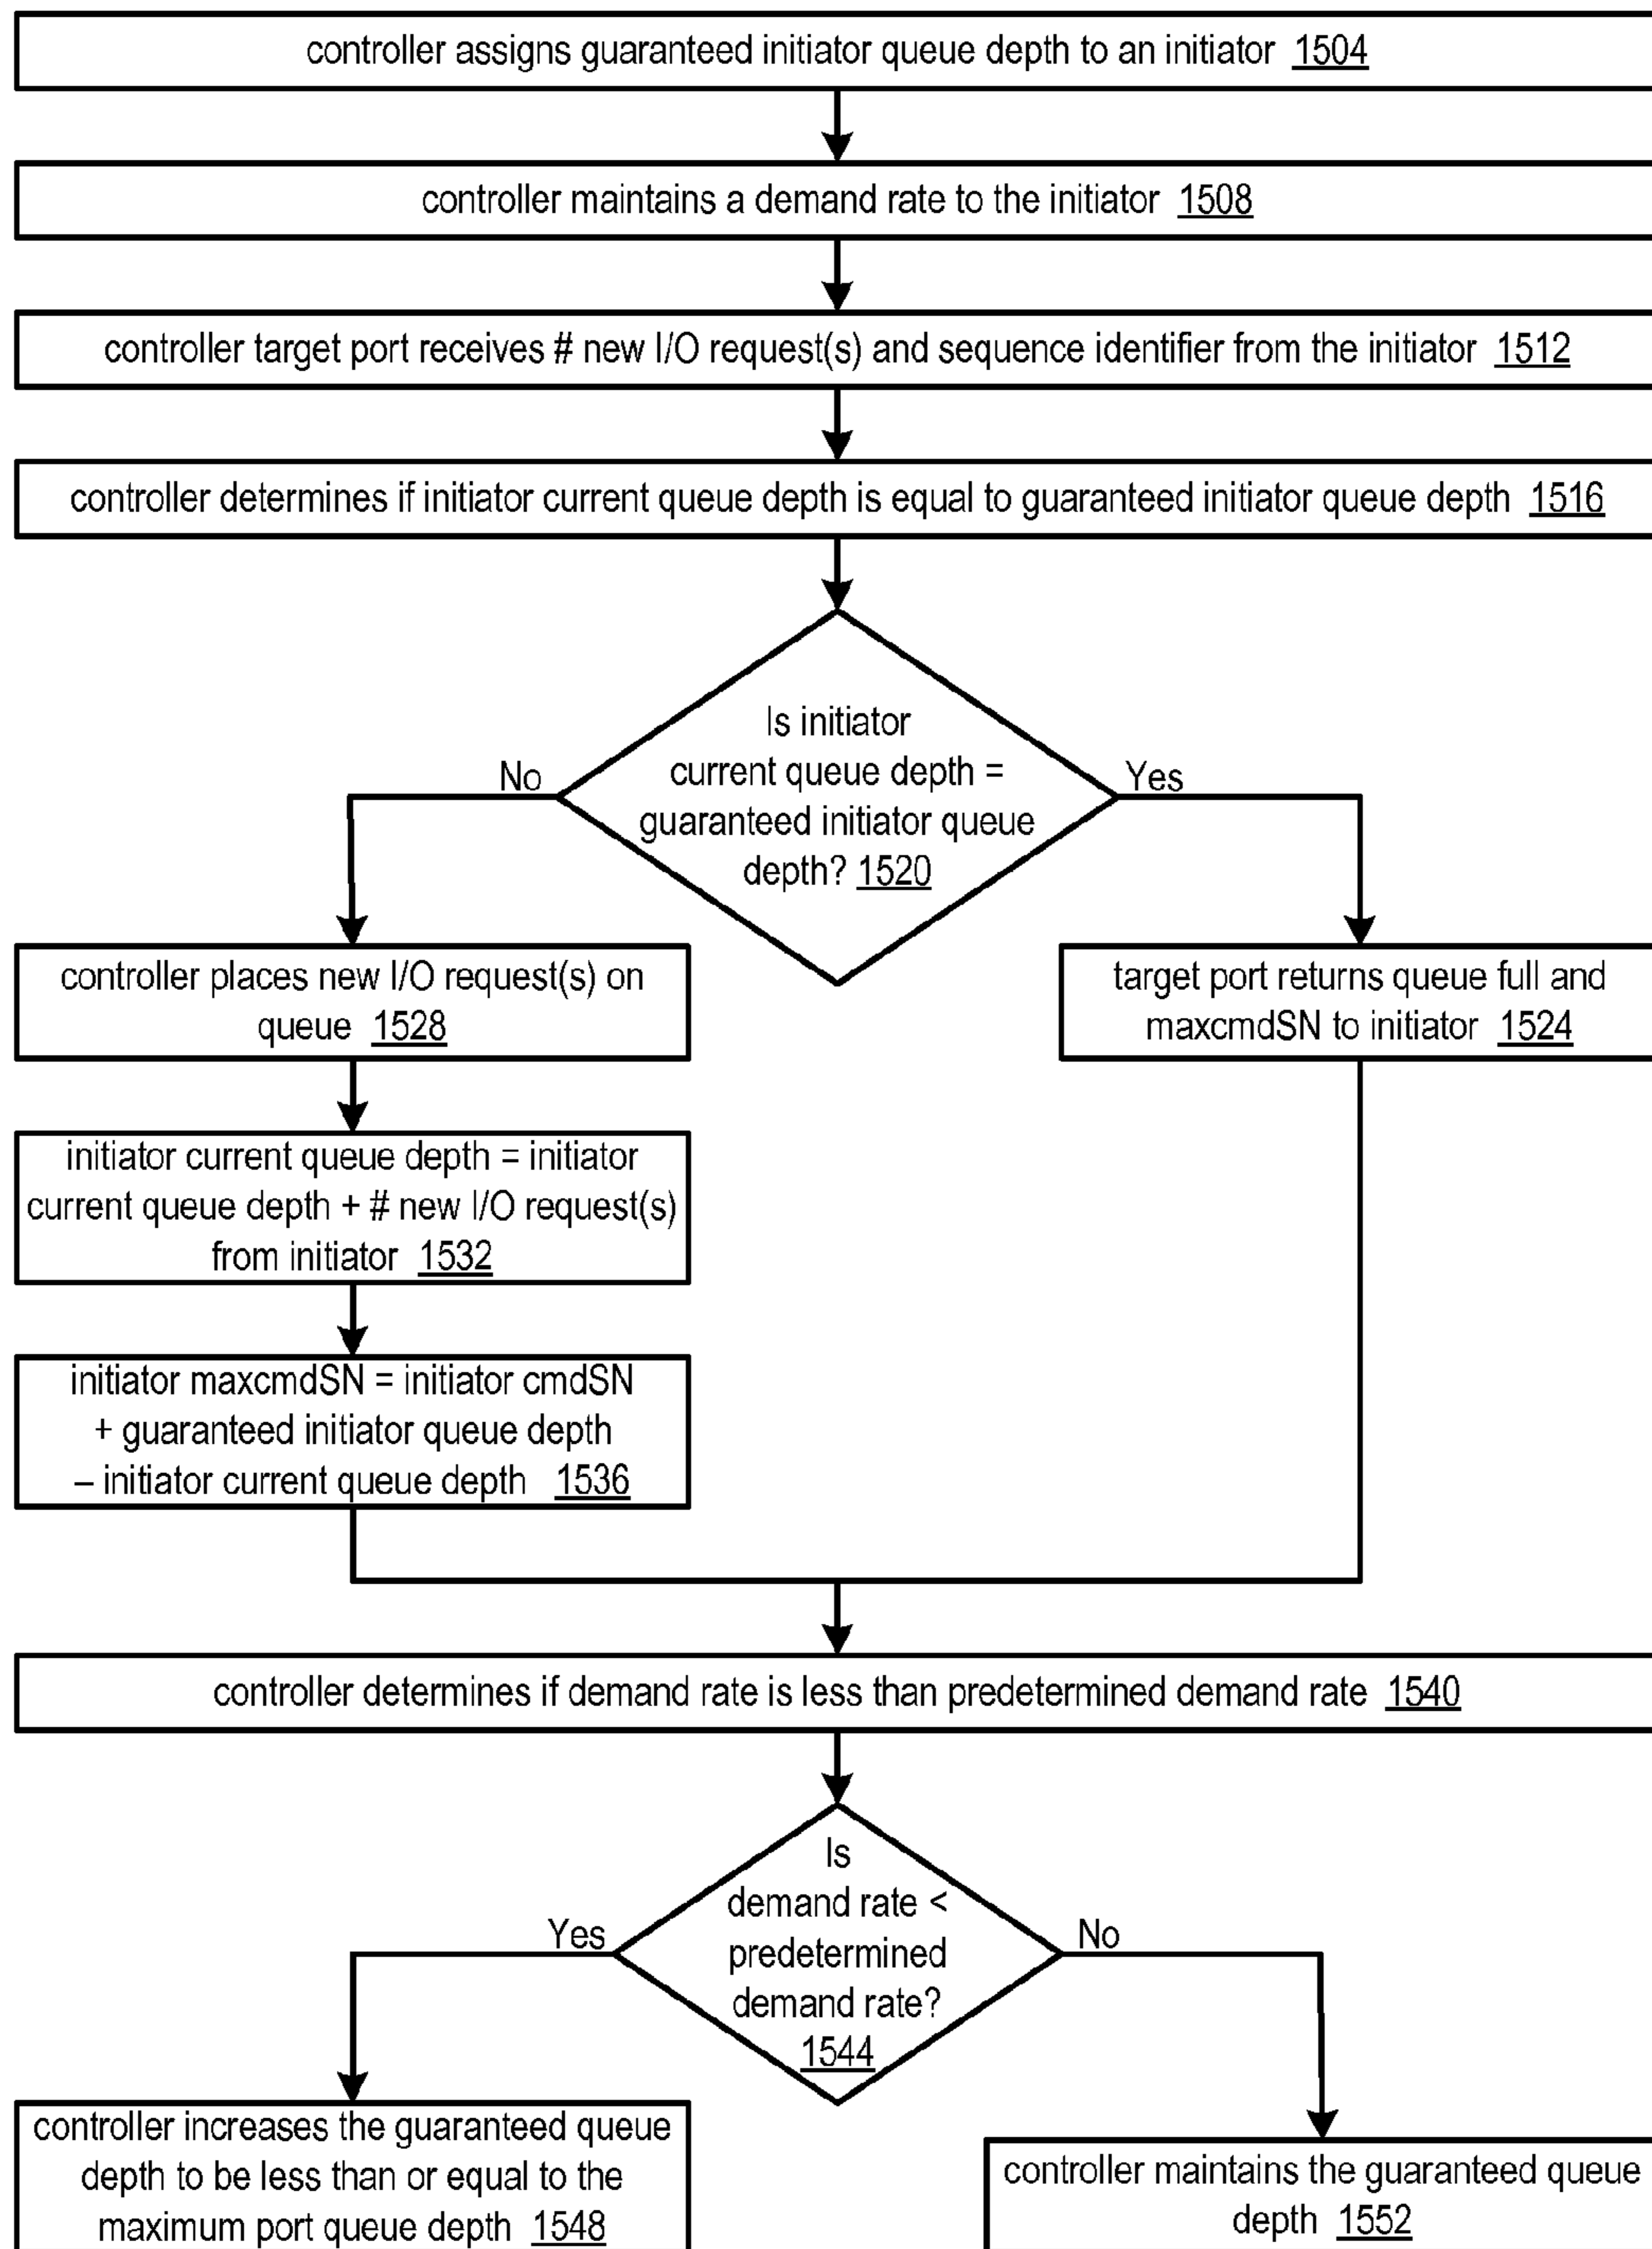 controller assigns guaranteed initiator queue depth to an initiator 1504
controller maintains a demand rate to the initiator 1508
controller target port receives # new I/O request(s) and sequence identifier from the initiator 1512
controller determines if initiator current queue depth is equal to guaranteed initiator queue depth 1516
Is initiator
current queue depth =
guaranteed initiator queue
depth? 1520
No
Yes
controller places new I/O request(s) on
queue 1528
target port returns queue full and
maxcmdSN to initiator 1524
initiator current queue depth = initiator
current queue depth + # new I/O request(s)
from initiator 1532
initiator maxcmdSN = initiator cmdSN
+ guaranteed initiator queue depth
– initiator current queue depth 1536
controller determines if demand rate is less than predetermined demand rate 1540
Is
demand rate <
predetermined
demand rate?
1544
Yes
No
controller increases the guaranteed queue
depth to be less than or equal to the
maximum port queue depth 1548
controller maintains the guaranteed queue
depth 1552